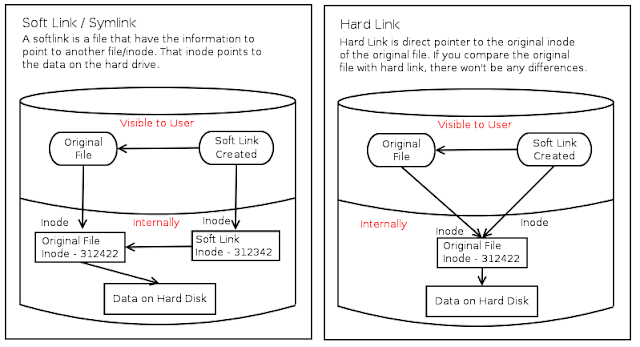 Soft Link / Symlink
A softlink is a file that have the information to
point to another file/inode. That inode points to
the data on the hard drive.
Visible to User
Original
File
Soft Link
Created
Inode
Internally
Inode
Original File
Inode - 312422
Soft Link
Inode - 312342
Data on Hard Disk
Hard Link
Hard Link is direct pointer to the original inode
of the original file. If you compare the original
file with hard link, there won't be any differences.
Visible to User
Original
File
Soft Link
Created
Internally
Inode
Inode
Original File
Inode - 312422
Data on Hard Disk